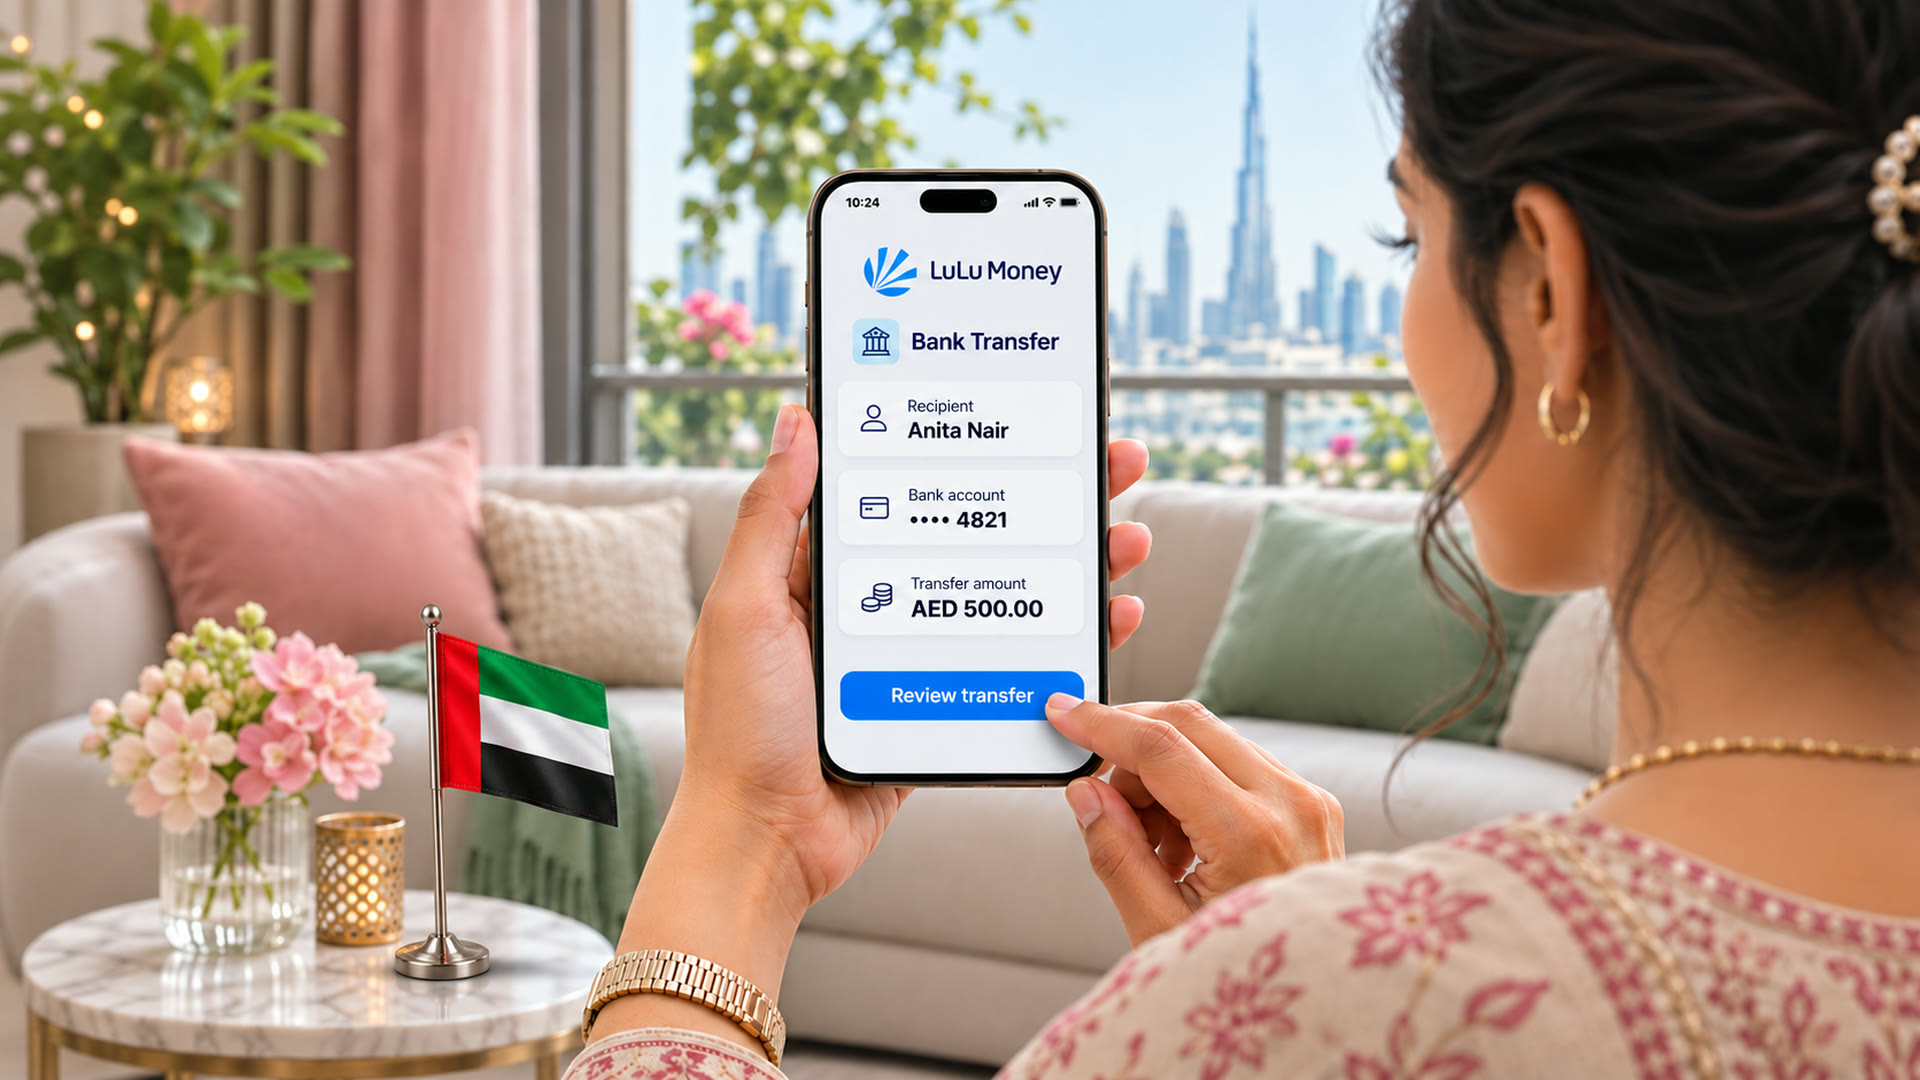 10:24
LuLu Money
Bank Transfer
Recipient
Anita Nair
Bank account
•••• 4821
Transfer amount
AED 500.00
Review transfer